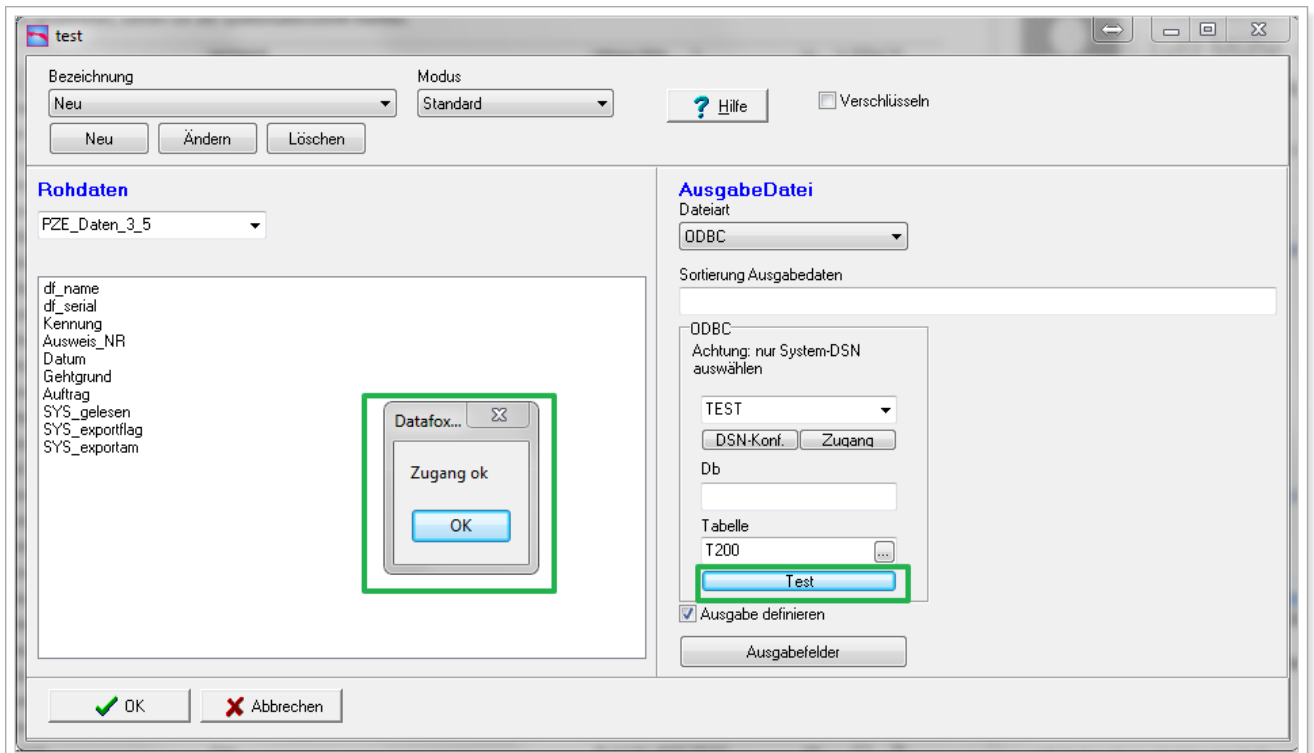 test
Bezeichnung
Modus
Neu
Standard
Hilfe
Verschlüsseln
Neu
Ändern
Löschen
Rohdaten
PZE_Daten_3_5
df_name
df_serial
Kennung
Ausweis_NR
Datum
Gehtgrund
Auftrag
SYS_gelesen
SYS_exportflag
SYS_exportam
Datafox...
Zugang ok
OK
AusgabeDatei
Dateiart
ODBC
Sortierung Ausgabedaten
ODBC
Achtung: nur System-DSN
auswählen
TEST
DSN-Konf.
Zugang
Db
Tabelle
T200
...
Test
Ausgabe definieren
Ausgabefelder
OK
Abbrechen